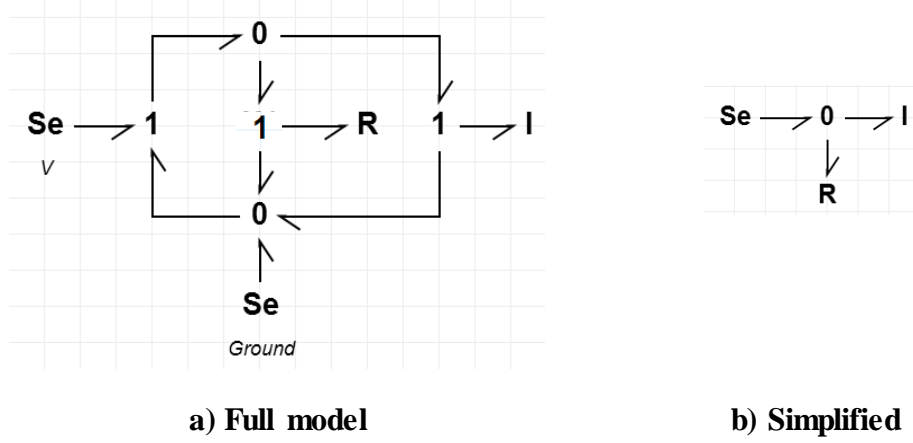 0
Se 1 1 R 1 I
V
0
Se
Ground
Se 0 I
R
a) Full model
b) Simplified